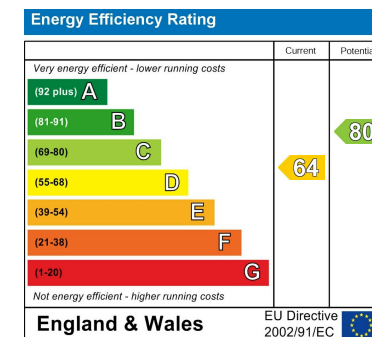 Energy Efficiency Rating
Current Potentia
Very energy efficient - lower running costs
(92 plus) A
(81-91) B
(69-80) C
(55-68) D
(39-54) E
(21-38) F
(1-20) G
64
80
Not energy efficient - higher running costs
England & Wales
EU Directive
2002/91/EC